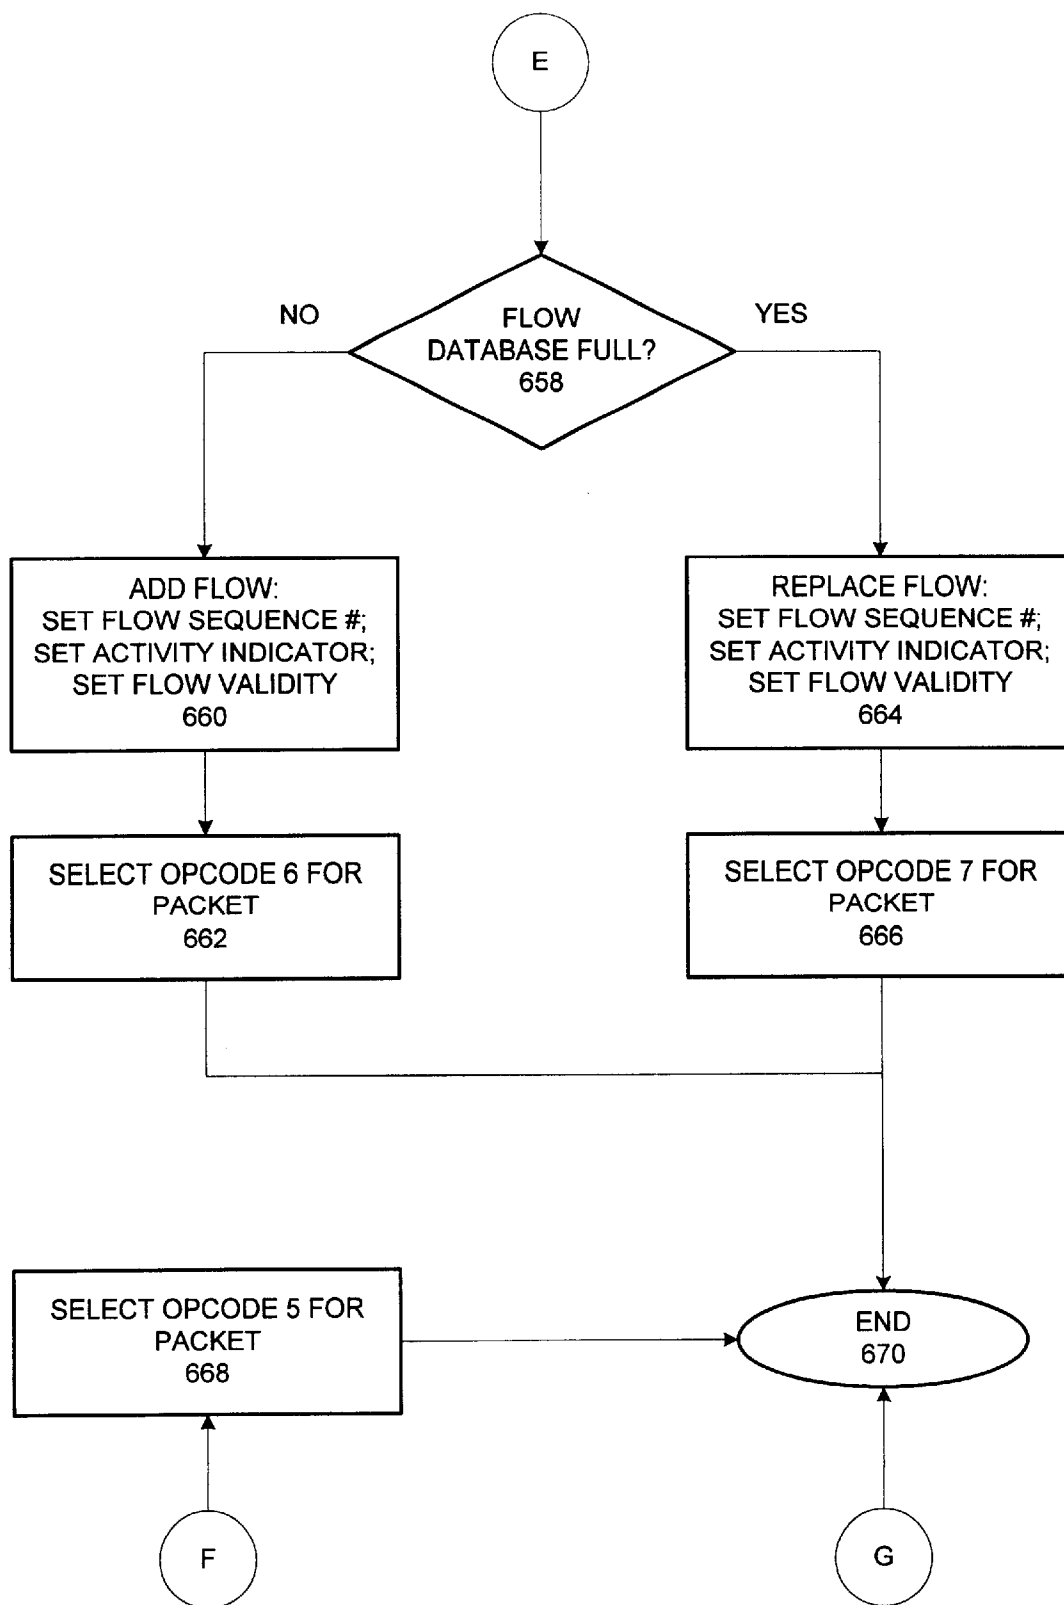 E
FLOW
DATABASE FULL?
658
NO
YES
ADD FLOW:
SET FLOW SEQUENCE #;
SET ACTIVITY INDICATOR;
SET FLOW VALIDITY
660
REPLACE FLOW:
SET FLOW SEQUENCE #;
SET ACTIVITY INDICATOR;
SET FLOW VALIDITY
664
SELECT OPCODE 6 FOR
PACKET
662
SELECT OPCODE 7 FOR
PACKET
666
SELECT OPCODE 5 FOR
PACKET
668
END
670
F
G